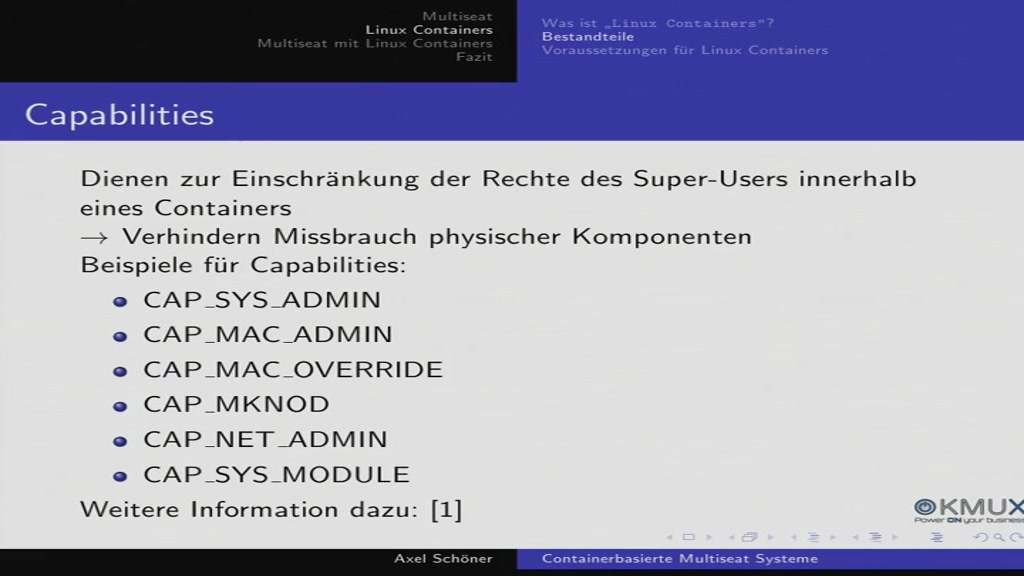 Multiseat
Linux Containers
Multiseat mit Linux Containers
Fazit
Was ist „Linux Containers"?
Bestandteile
Voraussetzungen für Linux Containers
Capabilities
Dienen zur Einschränkung der Rechte des Super-Users innerhalb
eines Containers
→ Verhindern Missbrauch physischer Komponenten
Beispiele für Capabilities:
CAP_SYS_ADMIN
CAP_MAC_ADMIN
CAP_MAC_OVERRIDE
CAP_MKNOD
CAP_NET_ADMIN
CAP_SYS_MODULE
Weitere Information dazu: [1]
OKMUX
Power ON your business
Axel Schöner
Containerbasierte Multiseat Systeme